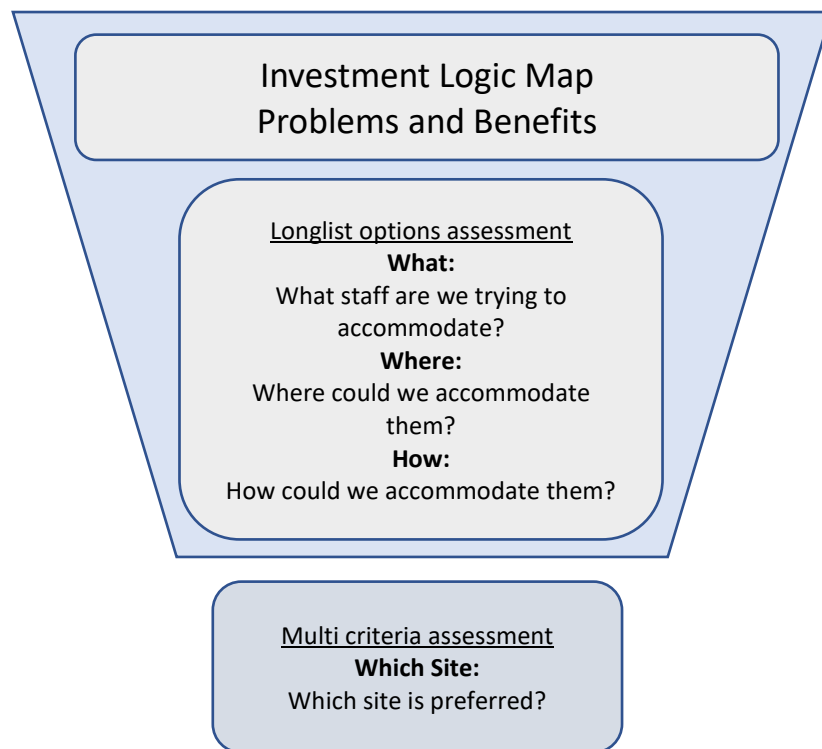 Investment Logic Map
Problems and Benefits
Longlist options assessment
What:
What staff are we trying to
accommodate?
Where:
Where could we accommodate
them?
How:
How could we accommodate them?
Multi criteria assessment
Which Site:
Which site is preferred?